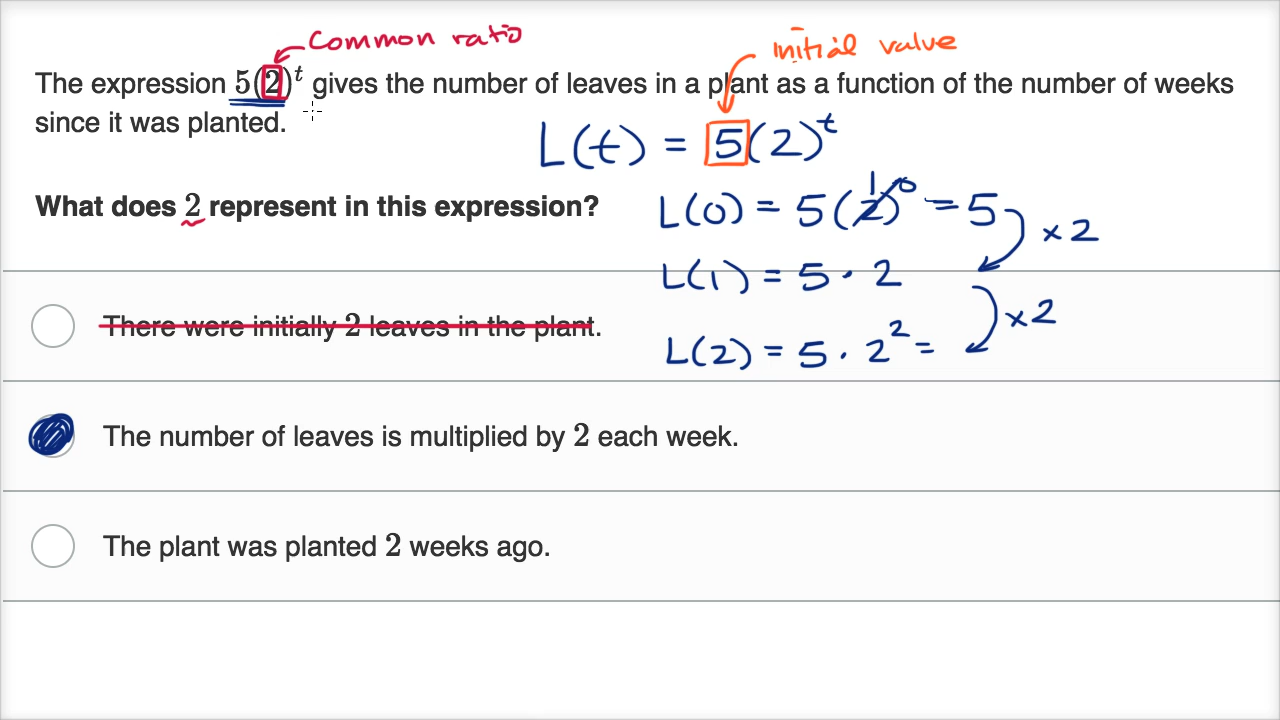 Common ratio
initial value
The expression 5(2)^t gives the number of leaves in a plant as a function of the number of weeks
since it was planted.
L(t) = 5(2)^t
What does 2 represent in this expression?
L(0) = 5(2)^0 = 5
1
×2
L(1) = 5 · 2
×2
There were initially 2 leaves in the plant.
L(2) = 5 · 2^2 =
The number of leaves is multiplied by 2 each week.
The plant was planted 2 weeks ago.